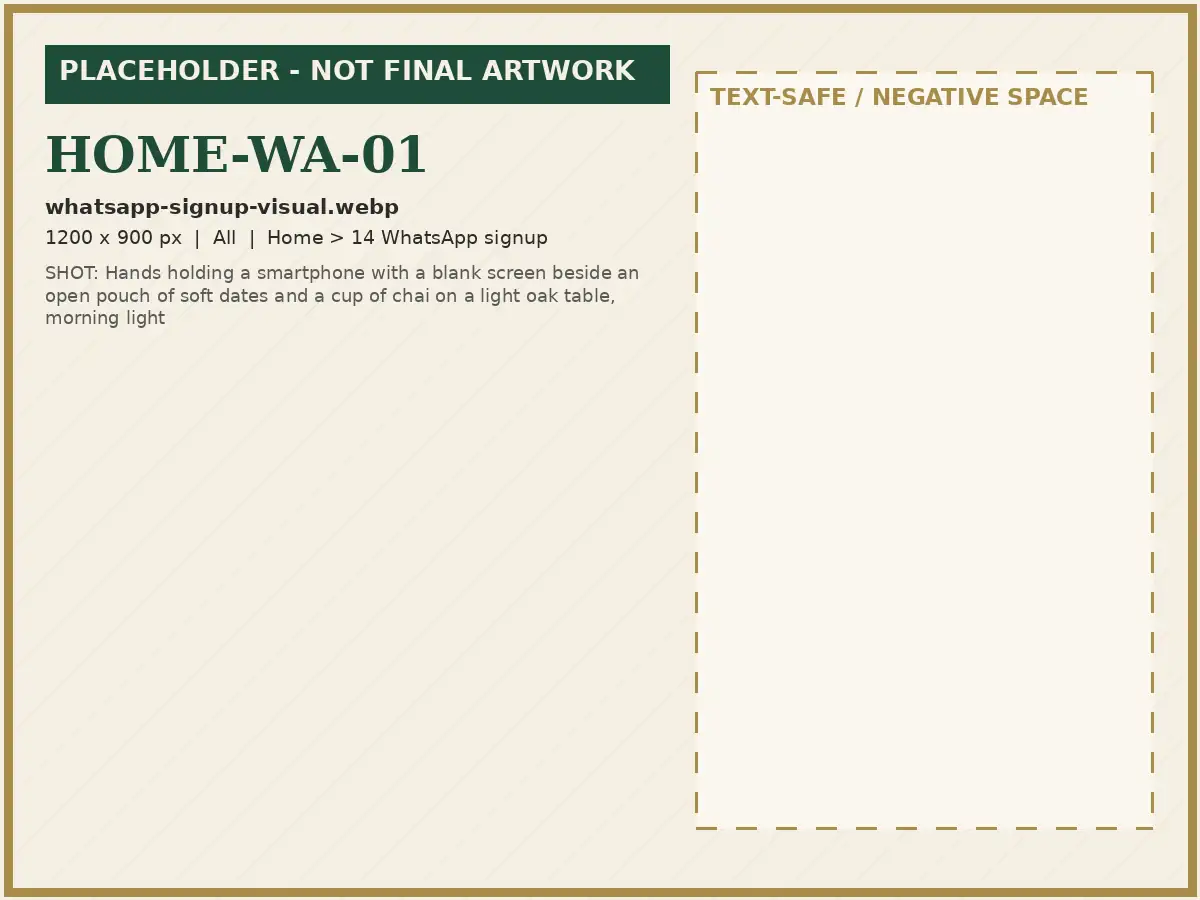 PLACEHOLDER - NOT FINAL ARTWORK
HOME-WA-01
whatsapp-signup-visual.webp
1200 x 900 px | All | Home > 14 WhatsApp signup
SHOT: Hands holding a smartphone with a blank screen beside an
open pouch of soft dates and a cup of chai on a light oak table,
morning light
TEXT-SAFE / NEGATIVE SPACE